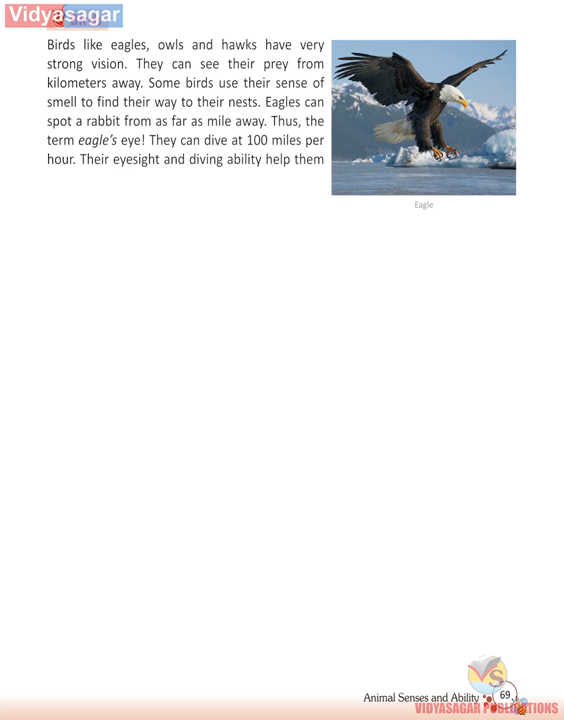 Vidyasagar
Birds like eagles, owls and hawks have very
strong vision. They can see their prey from
kilometers away. Some birds use their sense of
smell to find their way to their nests. Eagles can
spot a rabbit from as far as mile away. Thus, the
term eagle's eye! They can dive at 100 miles per
hour. Their eyesight and diving ability help them
Eagle
VS
Animal Senses and Ability
69
VIDYASAGAR PUBLICATIONS